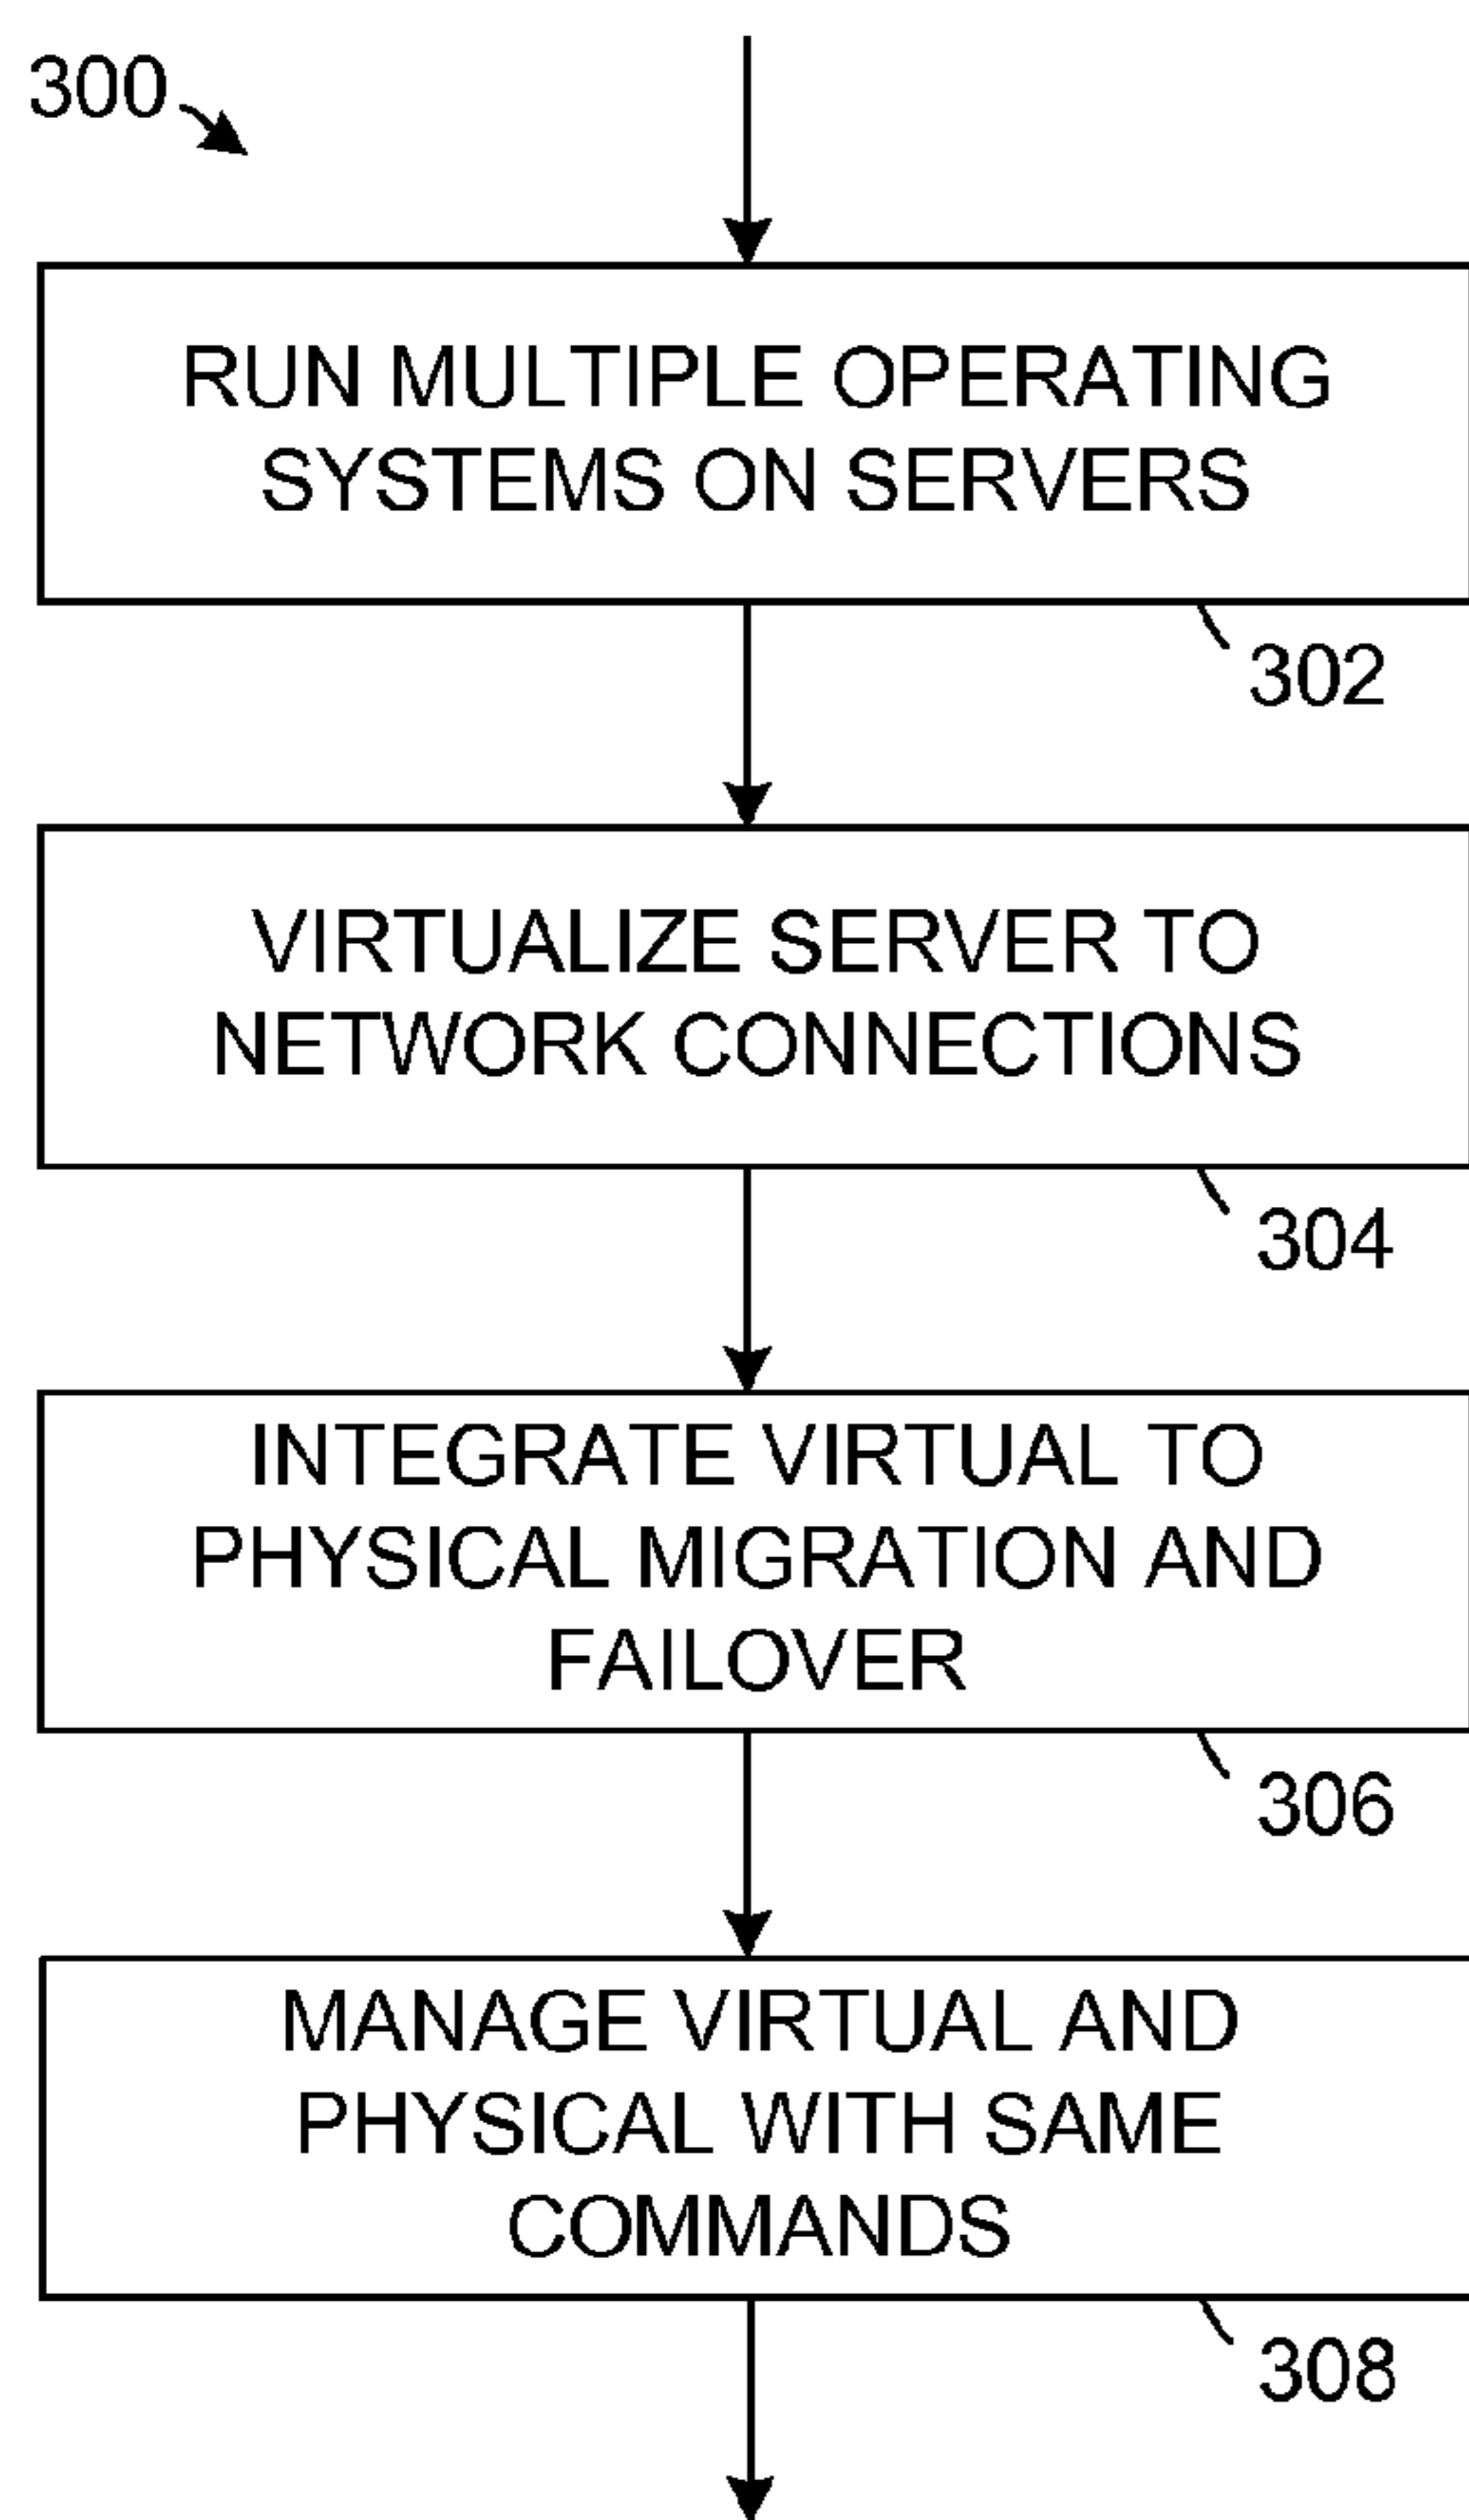 300
RUN MULTIPLE OPERATING
SYSTEMS ON SERVERS
302
VIRTUALIZE SERVER TO
NETWORK CONNECTIONS
304
INTEGRATE VIRTUAL TO
PHYSICAL MIGRATION AND
FAILOVER
306
MANAGE VIRTUAL AND
PHYSICAL WITH SAME
COMMANDS
308